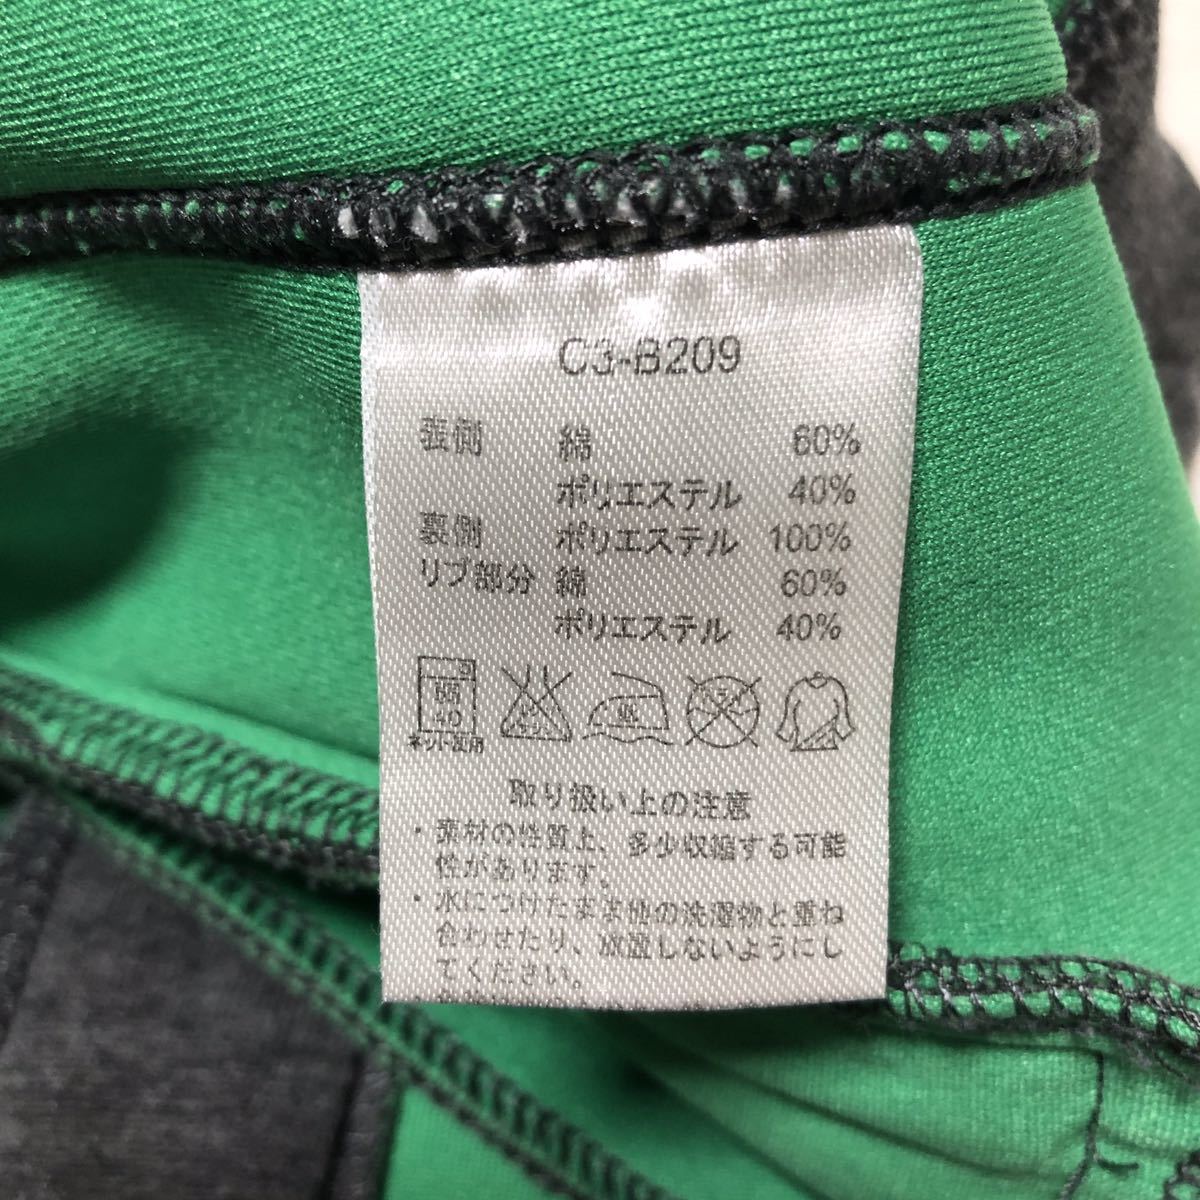 C3-B209
表側 綿 60%
ポリエステル 40%
裏側 ポリエステル 100%
リブ部分 綿 60%
ポリエステル 40%
40
ネット使用
取り扱い上の注意
・素材の性質上、多少収縮する可能
性があります。
・水につけたまま他の洗濯物と重ね
合わせたり、放置しないようにし
てください。